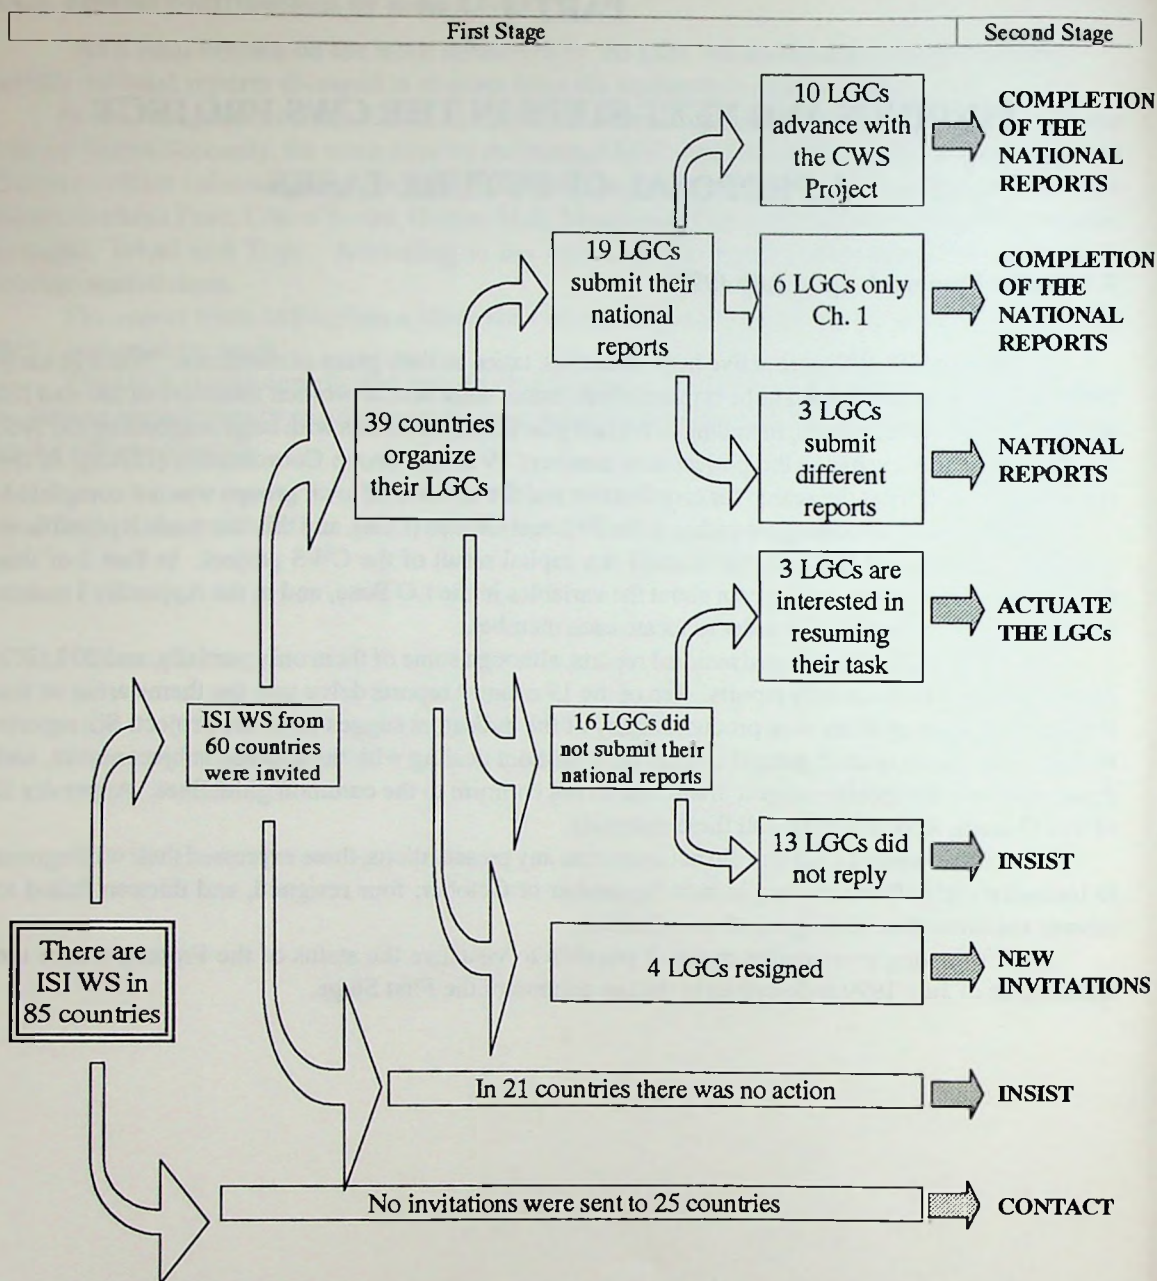 First Stage
Second Stage
10 LGCs
advance with
the CWS
Project
COMPLETION
OF THE
NATIONAL
REPORTS
19 LGCs
submit their
national
reports
6 LGCs only
Ch. 1
COMPLETION
OF THE
NATIONAL
REPORTS
39 countries
organize
their LGCs
3 LGCs
submit
different
reports
NATIONAL
REPORTS
3 LGCs are
interested in
resuming
their task
ACTUATE
THE LGCs
ISI WS from
60 countries
were invited
16 LGCs did
not submit their
national reports
13 LGCs did
not reply
INSIST
There are
ISI WS in
85 countries
4 LGCs resigned
NEW
INVITATIONS
In 21 countries there was no action
INSIST
No invitations were sent to 25 countries
CONTACT